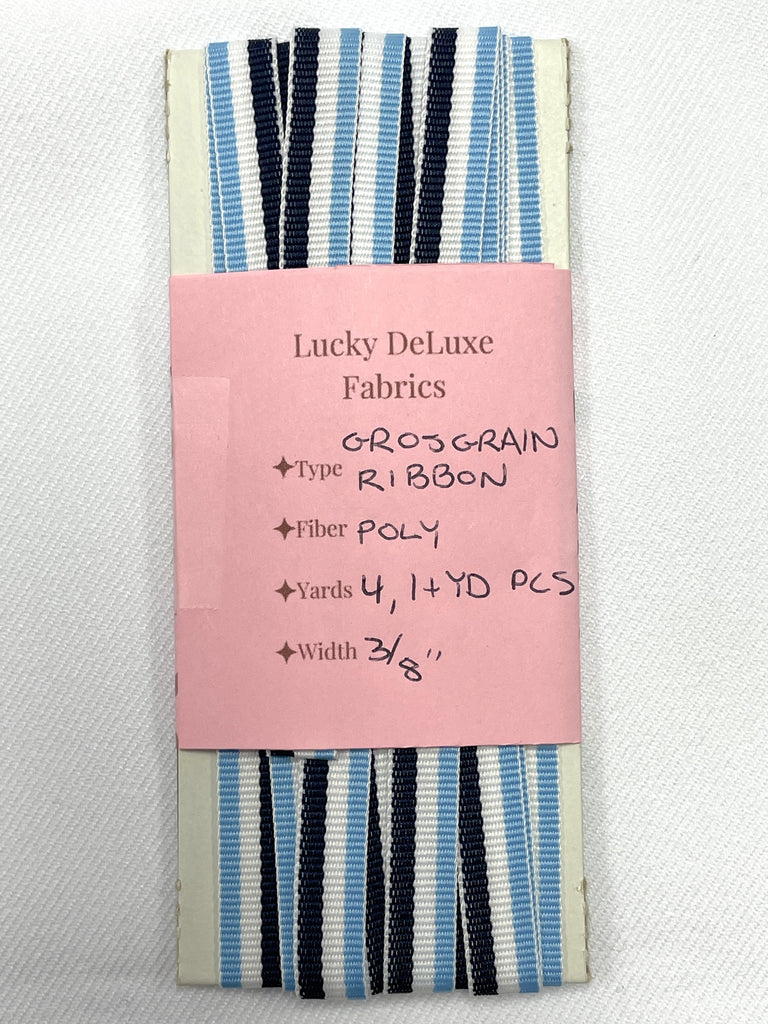 Lucky DeLuxe
Fabrics
GROSGRAIN
Type RIBBON
Fiber POLY
Yards 4, 1+ YD PCS
Width 3/8"